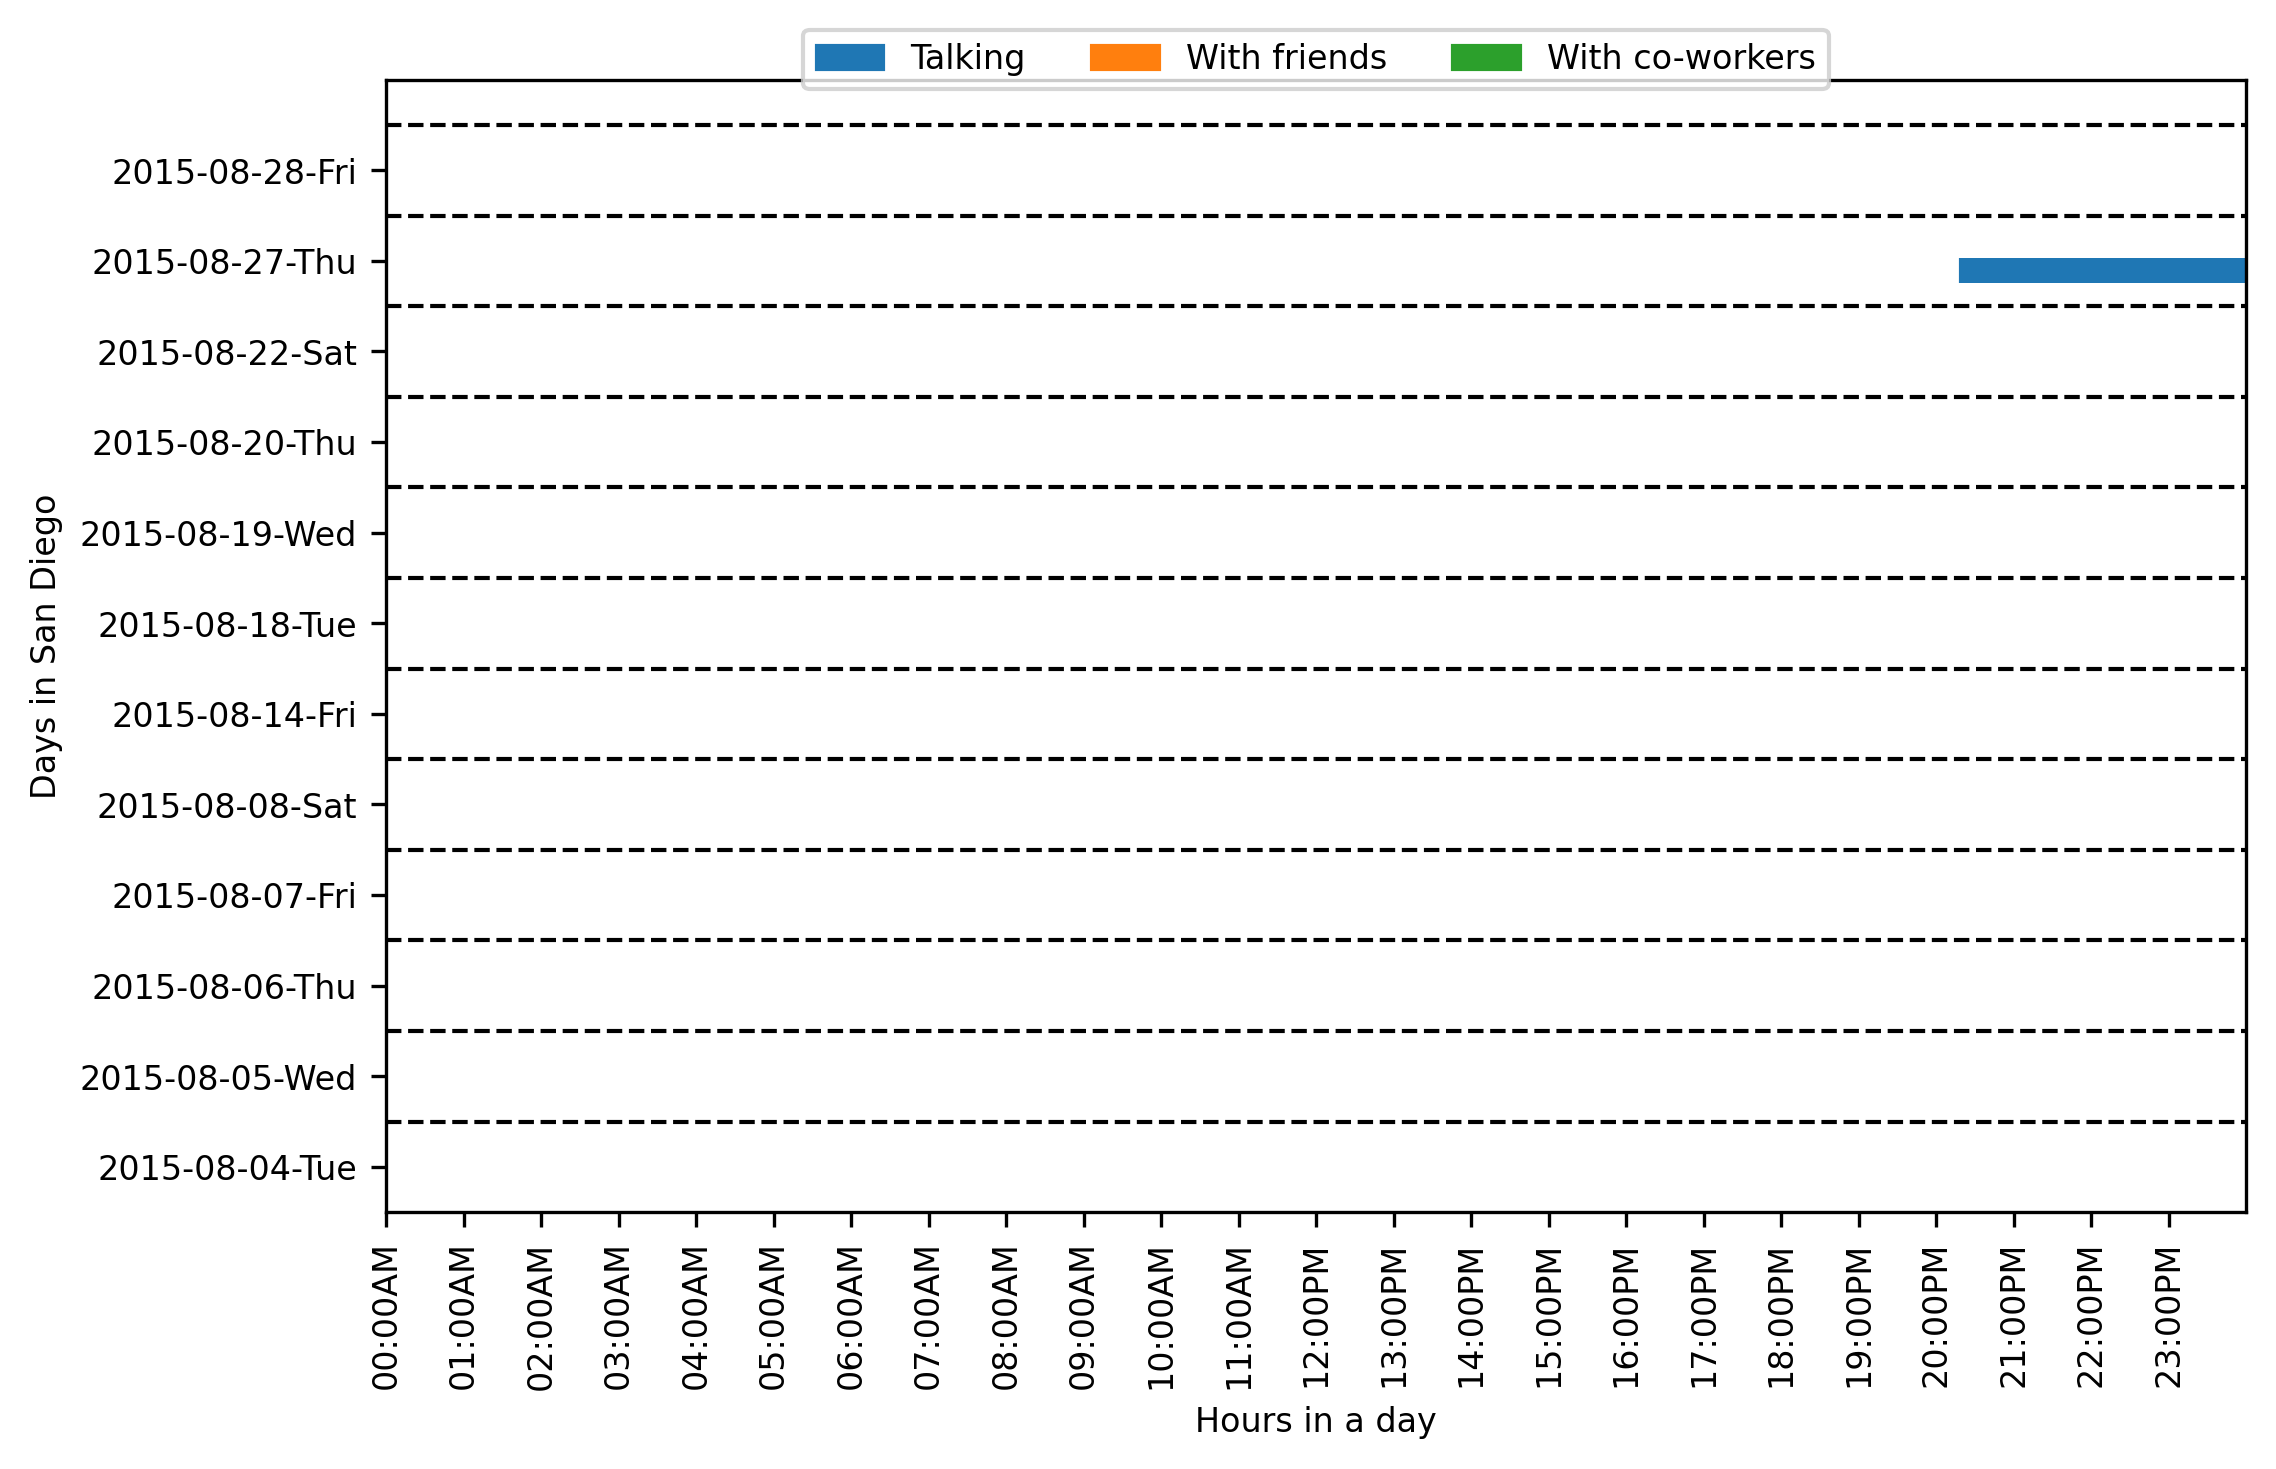 Talking With friends With co-workers
2015-08-28-Fri
2015-08-27-Thu
2015-08-22-Sat
2015-08-20-Thu
2015-08-19-Wed
2015-08-18-Tue
2015-08-14-Fri
2015-08-08-Sat
2015-08-07-Fri
2015-08-06-Thu
2015-08-05-Wed
2015-08-04-Tue
Days in San Diego
00:00AM
01:00AM
02:00AM
03:00AM
04:00AM
05:00AM
06:00AM
07:00AM
08:00AM
09:00AM
10:00AM
11:00AM
12:00PM
13:00PM
14:00PM
15:00PM
16:00PM
17:00PM
18:00PM
19:00PM
20:00PM
21:00PM
22:00PM
23:00PM
Hours in a day